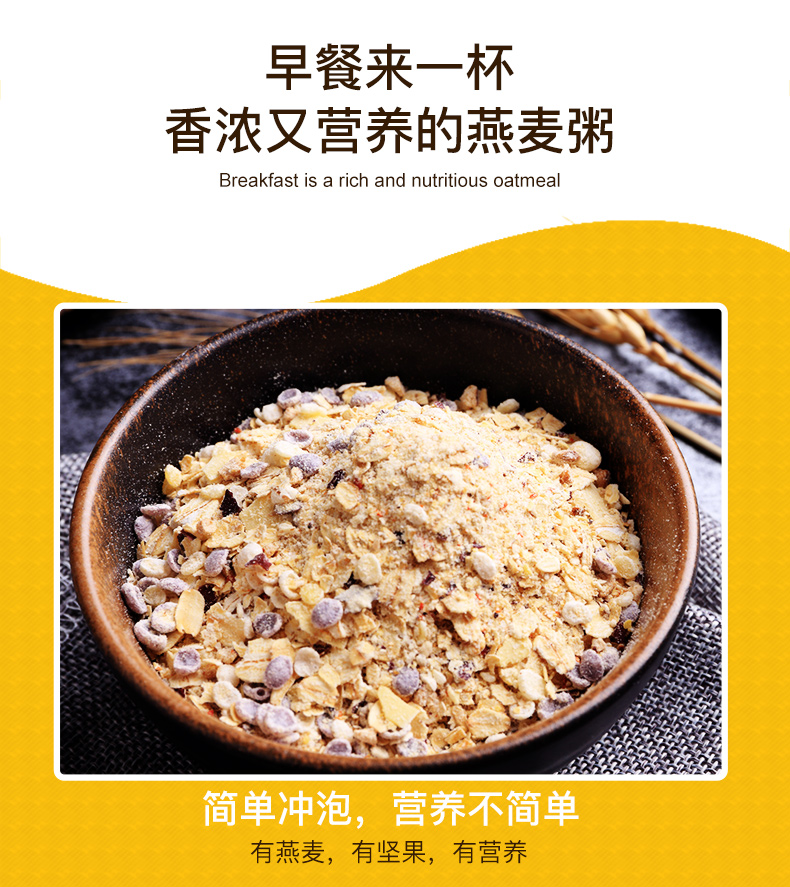 早餐来一杯
香浓又营养的燕麦粥
Breakfast is a rich and nutritious oatmeal
简单冲泡，营养不简单
有燕麦，有坚果，有营养